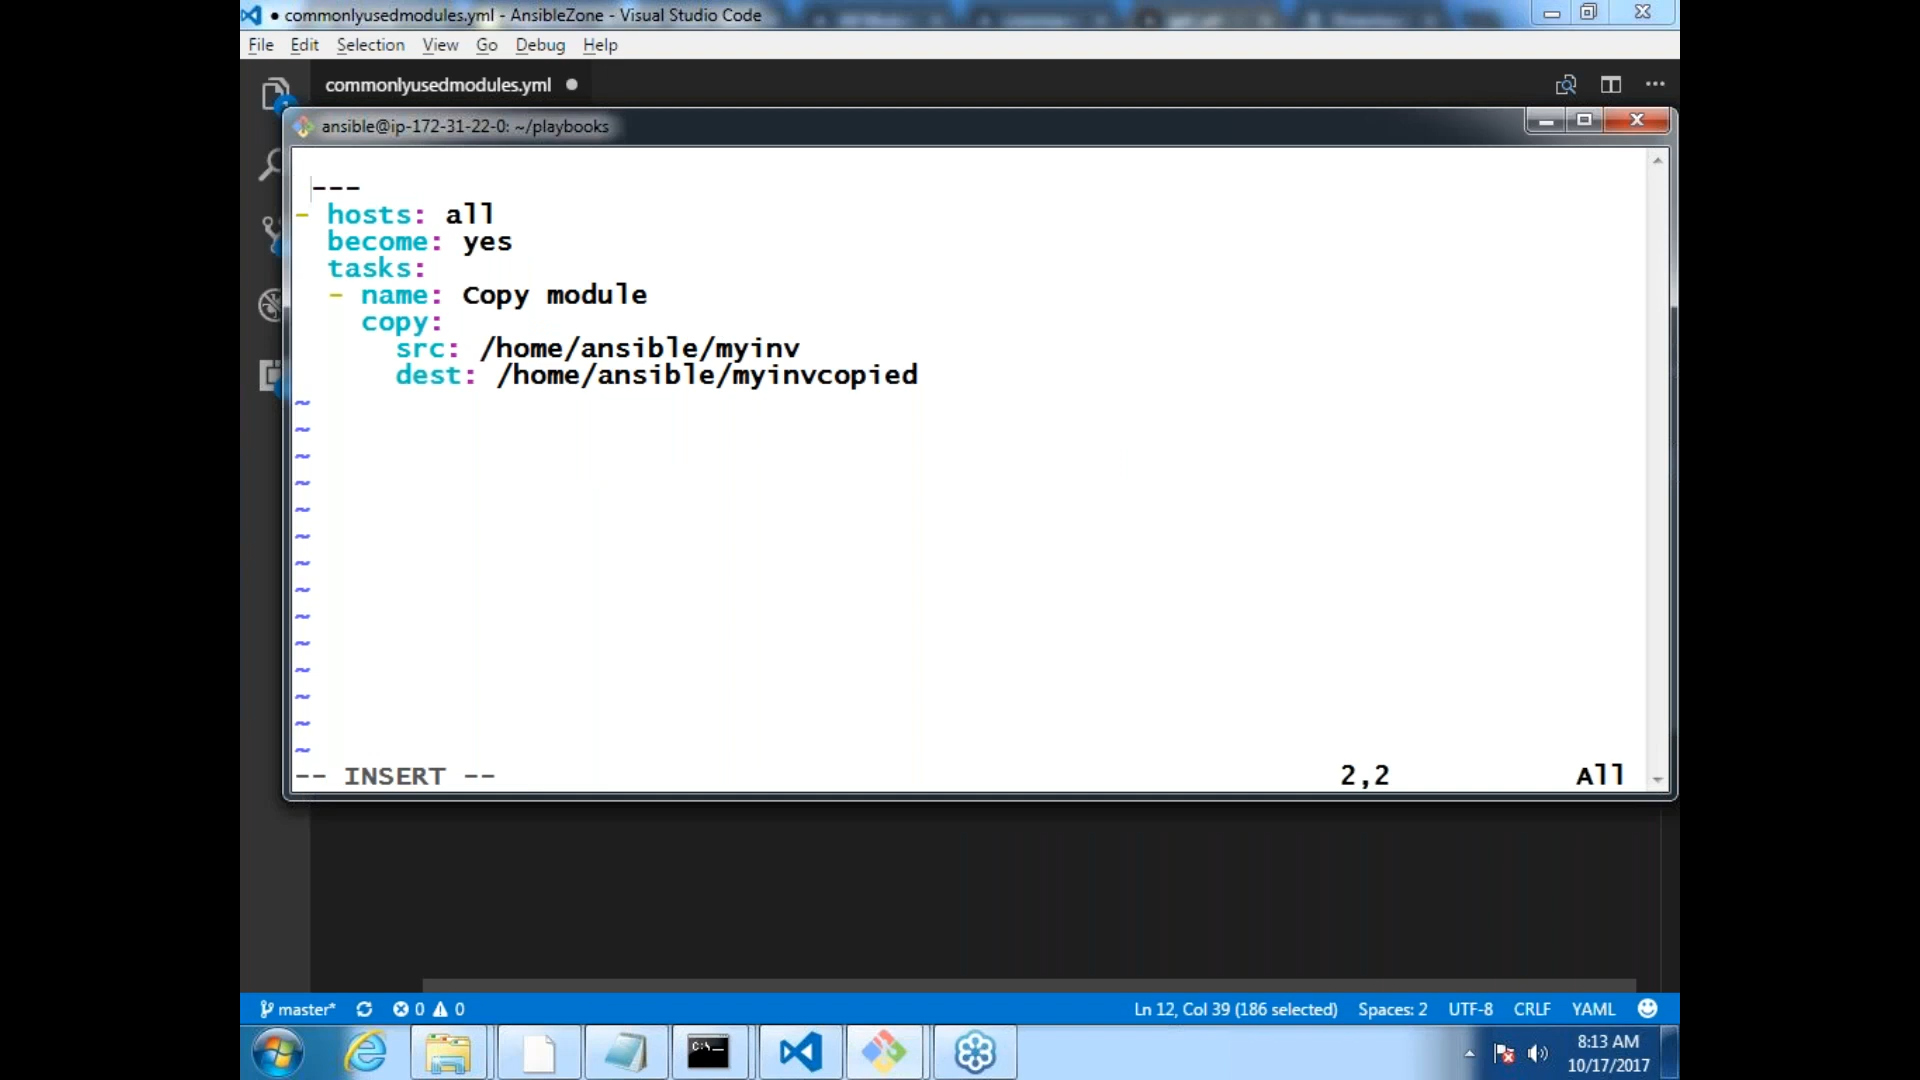 ● commonlyusedmodules.yml - AnsibleZone - Visual Studio Code
File Edit Selection View Go Debug Help
commonlyusedmodules.yml ●
ansible@ip-172-31-22-0: ~/playbooks
---
- hosts: all
become: yes
tasks:
- name: Copy module
copy:
src: /home/ansible/myinv
dest: /home/ansible/myinvcopied
~
~
~
~
~
~
~
~
~
~
~
~
~
~
-- INSERT -- 2,2 All
master* 0 0 Ln 12, Col 39 (186 selected) Spaces: 2 UTF-8 CRLF YAML
8:13 AM
10/17/2017